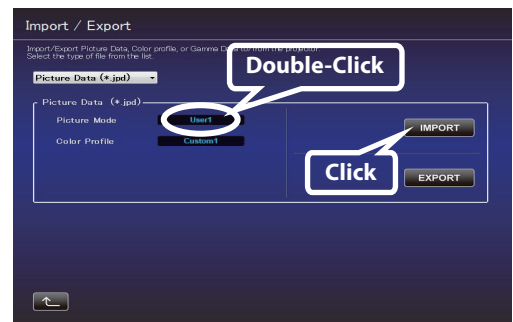 Import / Export
Import/Export Picture Data, Color profile, or Gamma Data to/from the projector.
Select the type of file from the list.
Double-Click
Picture Data (*.jpd)
Picture Data (*.jpd)
Picture Mode User1
IMPORT
Color Profile Custom1
Click
EXPORT